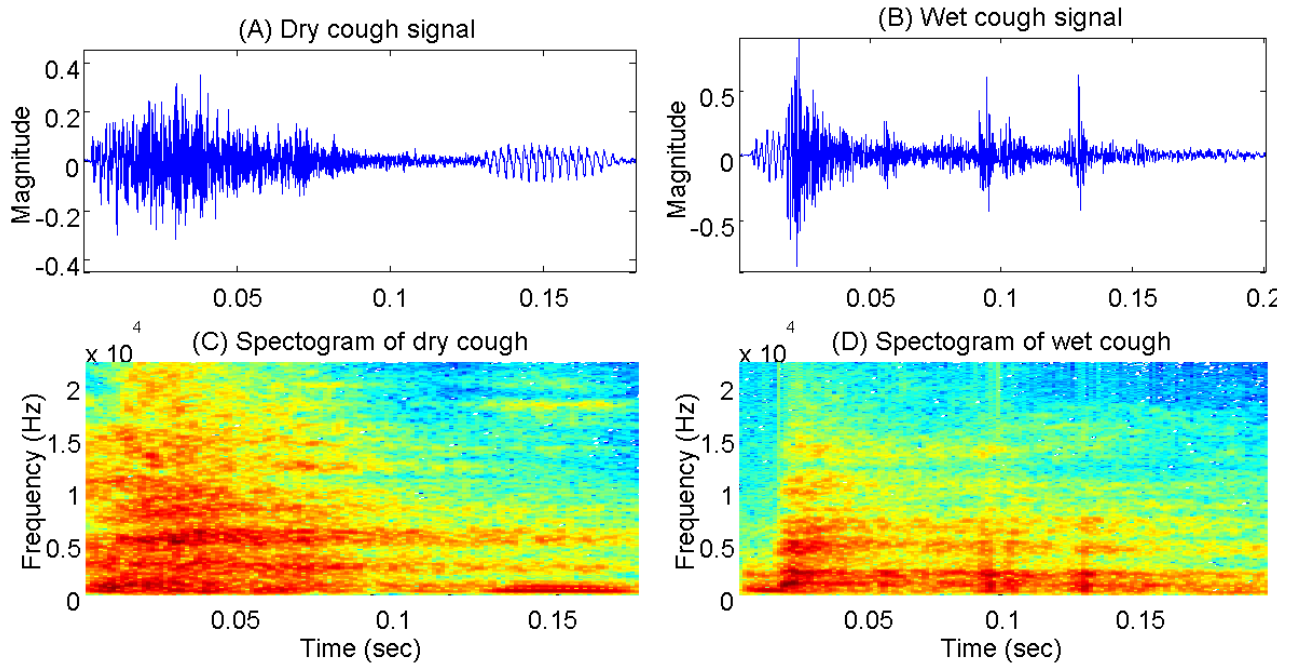 (A) Dry cough signal
(B) Wet cough signal
Magnitude
0.4
0.2
0
-0.2
-0.4
0.05
0.1
0.15
Magnitude
0.5
0
-0.5
0.05
0.1
0.15
0.2
x 10
4
(C) Spectogram of dry cough
Frequency (Hz)
2
1.5
1
0.5
0
0.05
0.1
0.15
Time (sec)
x 10
4
(D) Spectogram of wet cough
Frequency (Hz)
2
1.5
1
0.5
0
0.05
0.1
0.15
Time (sec)